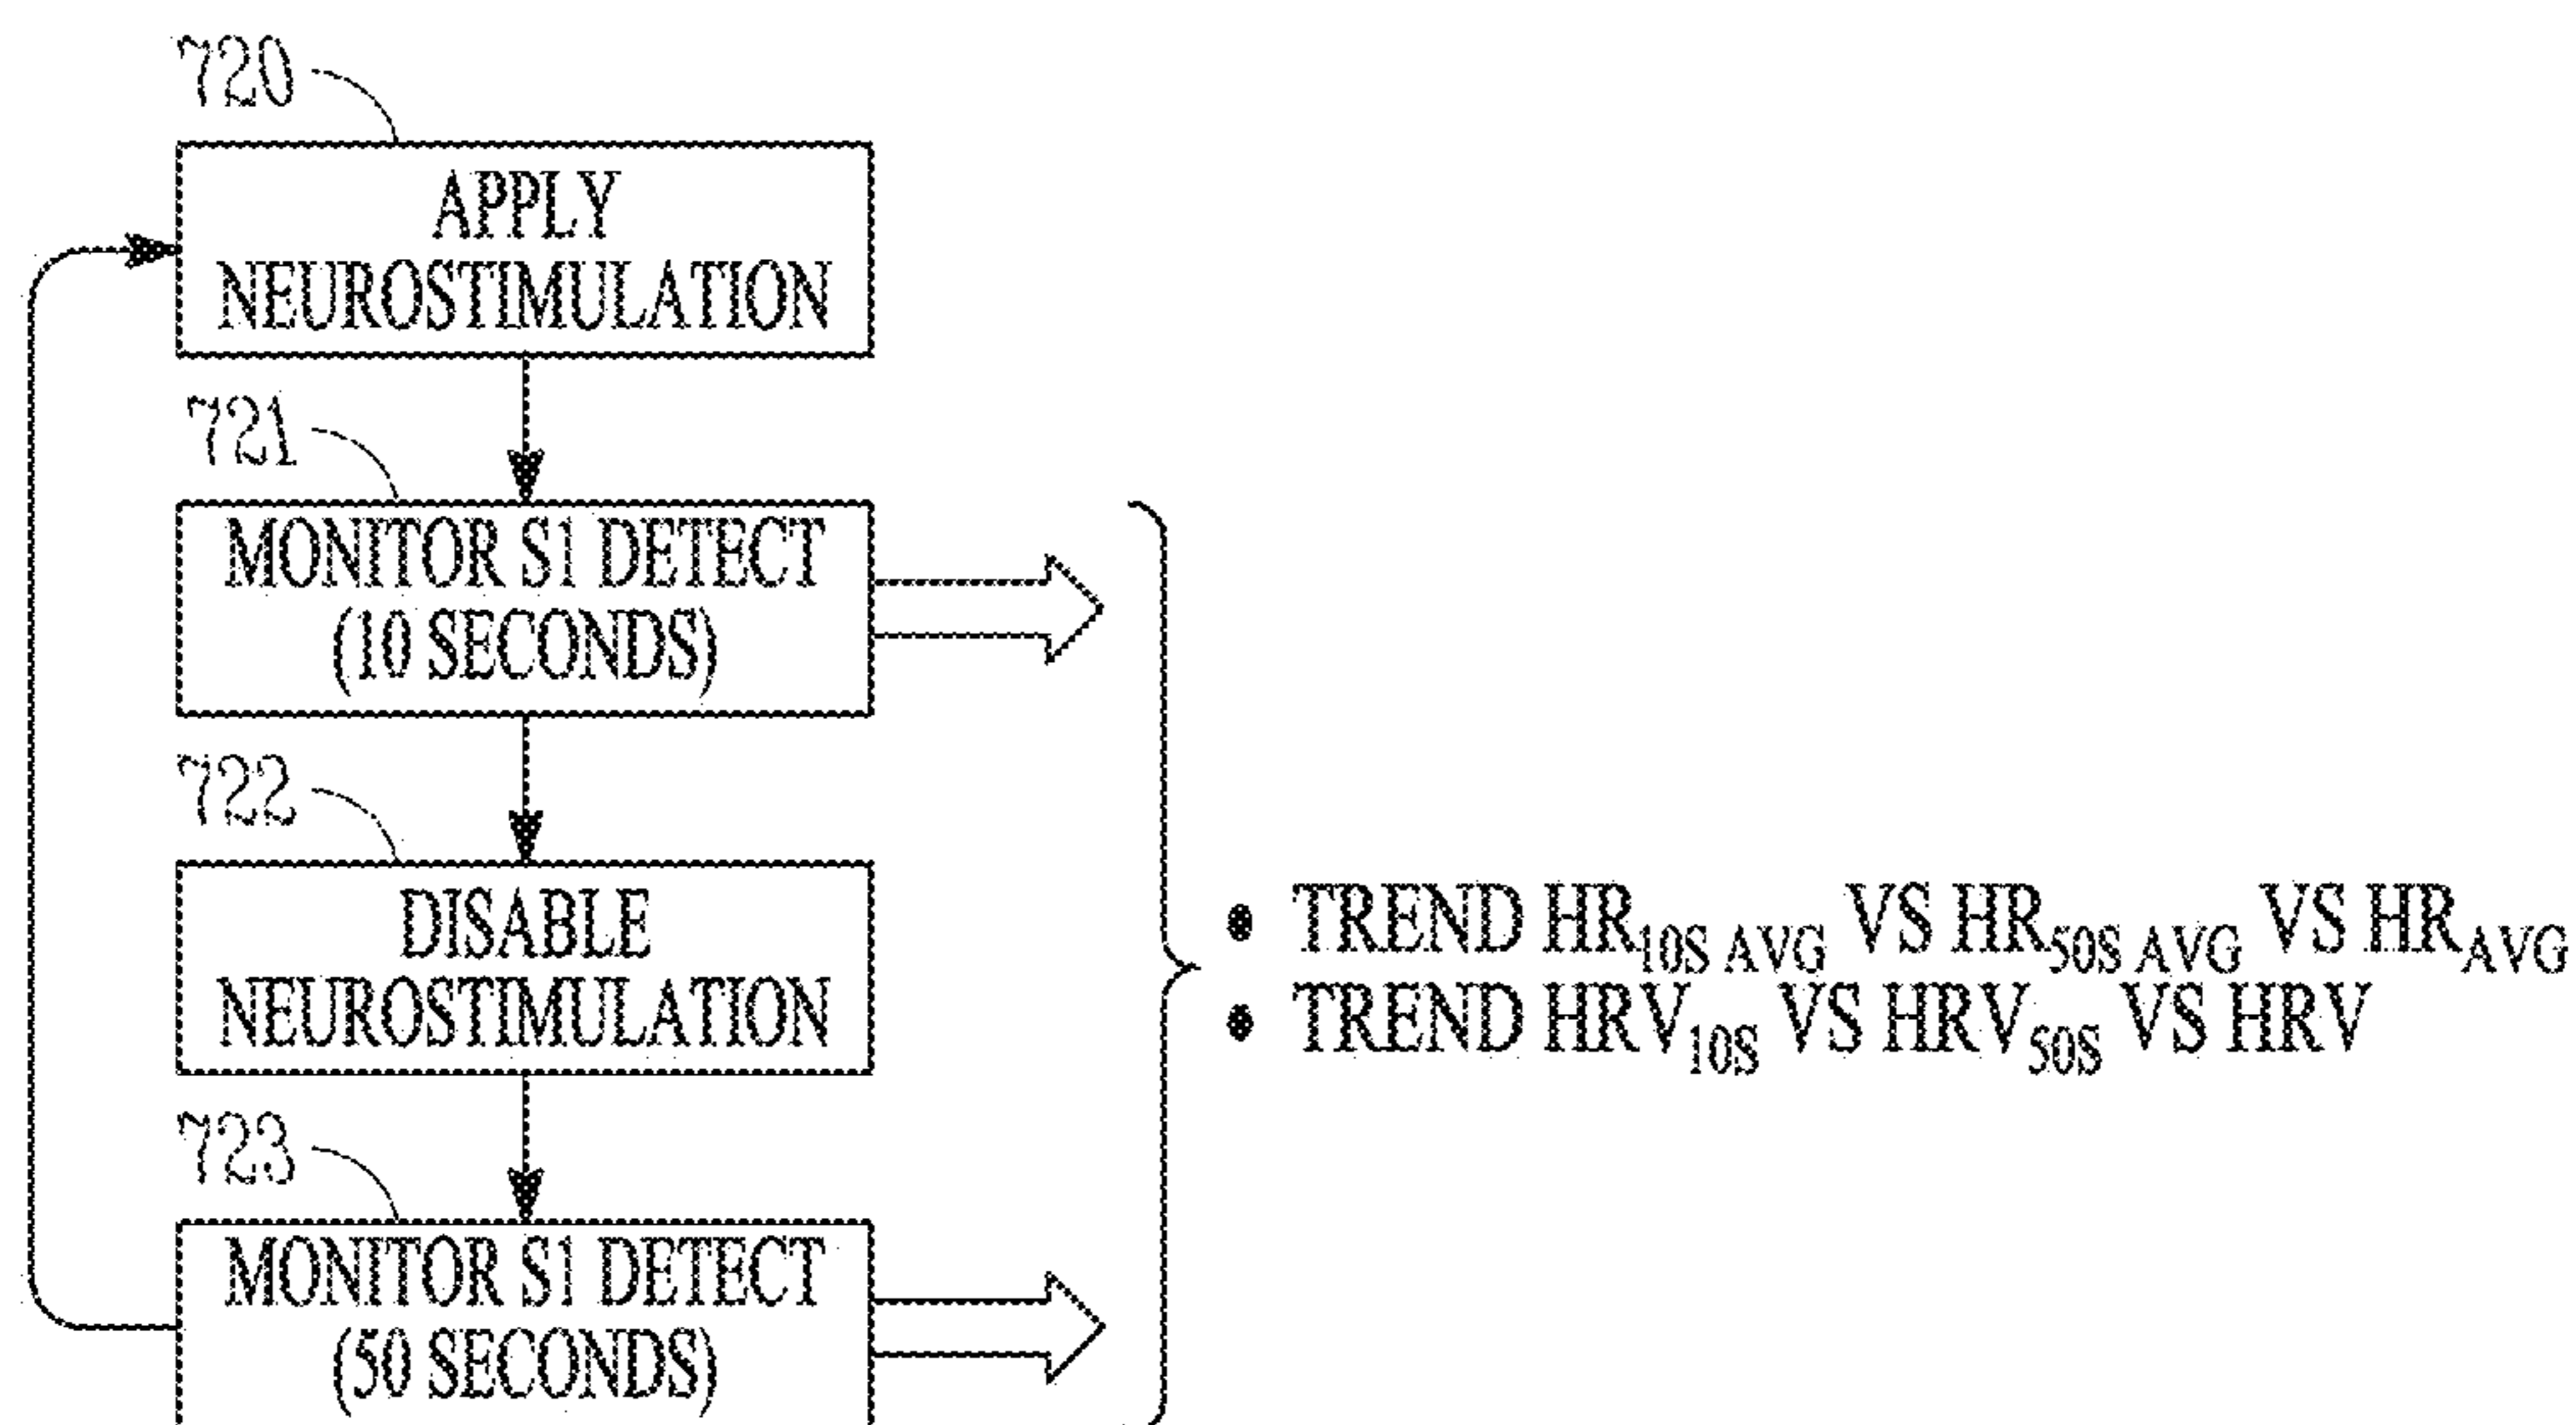 720
APPLY
NEUROSTIMULATION
721
MONITOR S1 DETECT
(10 SECONDS)
722
DISABLE
NEUROSTIMULATION
723
MONITOR S1 DETECT
(50 SECONDS)
• TREND HR10S AVG VS HR50S AVG VS HRAVG
• TREND HRV10S VS HRV50S VS HRV